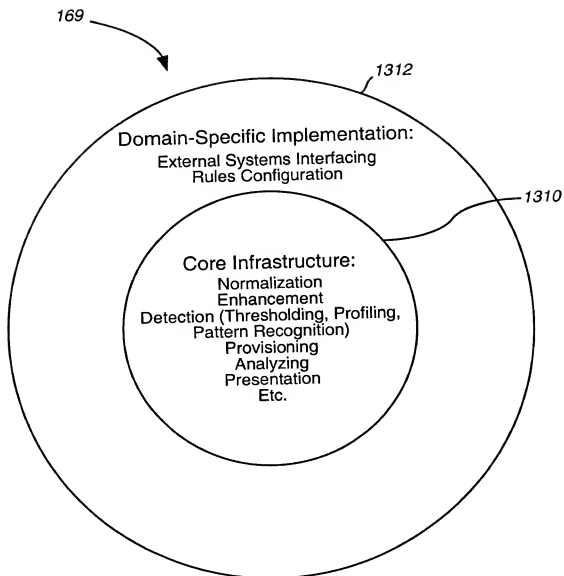 169
1312
Domain-Specific Implementation:
External Systems Interfacing
Rules Configuration
1310
Core Infrastructure:
Normalization
Enhancement
Detection (Thresholding, Profiling,
Pattern Recognition)
Provisioning
Analyzing
Presentation
Etc.